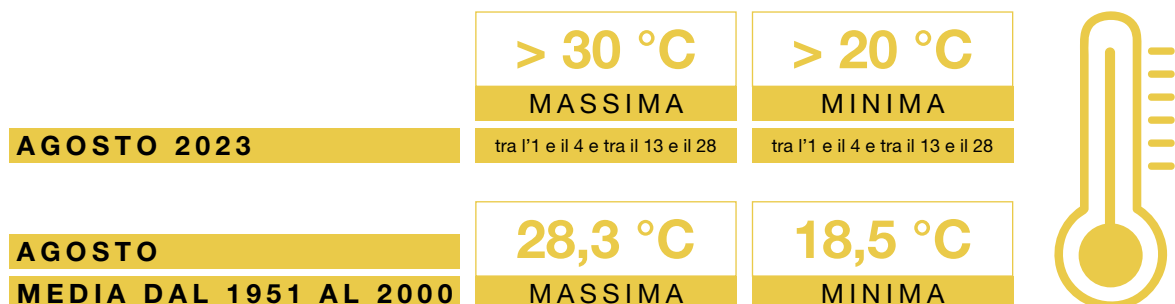 > 30 °C
> 20 °C
MASSIMA
MINIMA
AGOSTO 2023
tra l'1 e il 4 e tra il 13 e il 28
tra l'1 e il 4 e tra il 13 e il 28
28,3 °C
18,5 °C
AGOSTO
MEDIA DAL 1951 AL 2000
MASSIMA
MINIMA